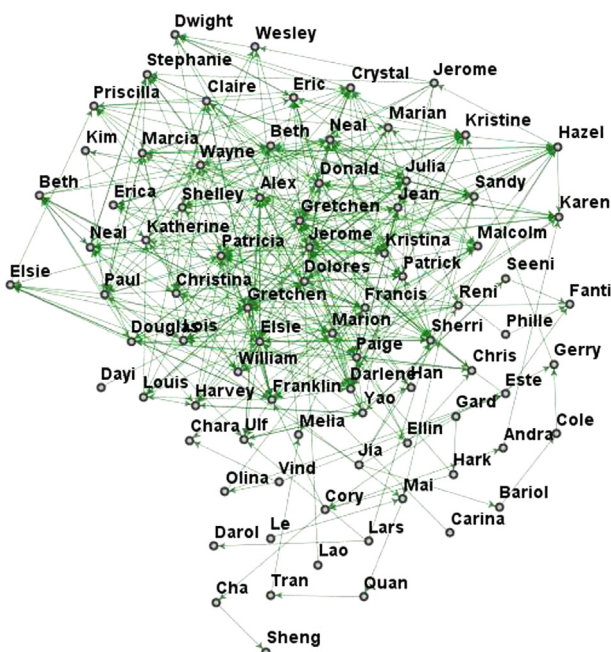 Dwight
Wesley
Stephanie
Crystal
Jerome
Priscilla
Claire
Eric
Marian
Kristine
Kim
Marcia
Beth
Neal
Hazel
Wayne
Donald
Julia
Beth
Erica
Shelley
Alex
Jean
Sandy
Gretchen
Karen
Neal
Katherine
Patricia
Jerome
Kristina
Malcolm
Elsie
Paul
Christina
Dolores
Patrick
Seeni
Gretchen
Francis
Reni
Fanti
Douglas
Lois
Elsie
Marion
Sherri
Phille
William
Paige
Chris
Gerry
Dayi
Louis
Harvey
Franklin
Darlene
Han
Este
Yao
Gard
Chara
Ulf
Melia
Ellin
Andra
Cole
Olina
Vind
Jia
Hark
Cory
Mai
Bariol
Darol
Le
Lars
Carina
Lao
Cha
Tran
Quan
Sheng